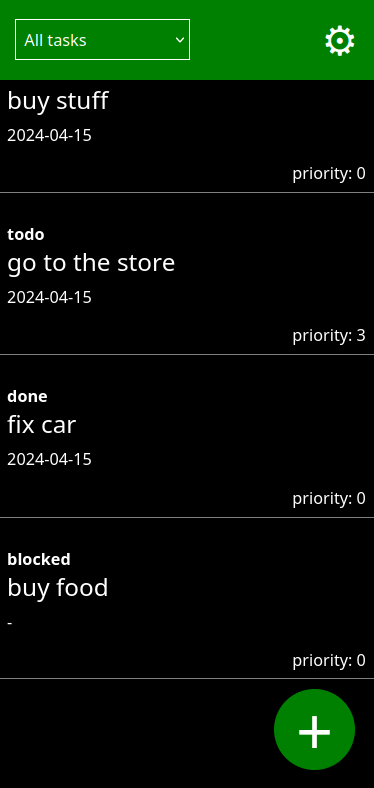 All tasks
buy stuff
2024-04-15
priority: 0
todo
go to the store
2024-04-15
priority: 3
done
fix car
2024-04-15
priority: 0
blocked
buy food
-
priority: 0
+